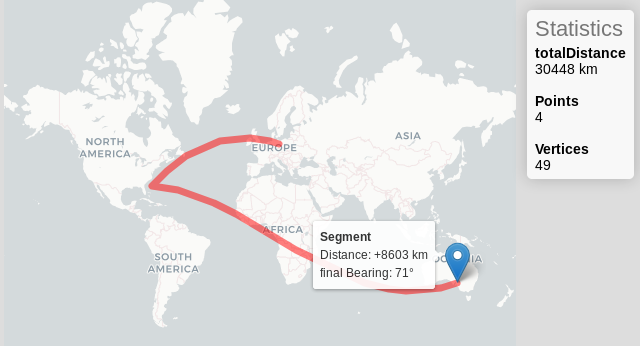 NORTH
AMERICA
EUROPE
ASIA
AFRICA
SOUTH
AMERICA
Segment
Distance: +8603 km
final Bearing: 71°
Statistics
totalDistance
30448 km
Points
4
Vertices
49